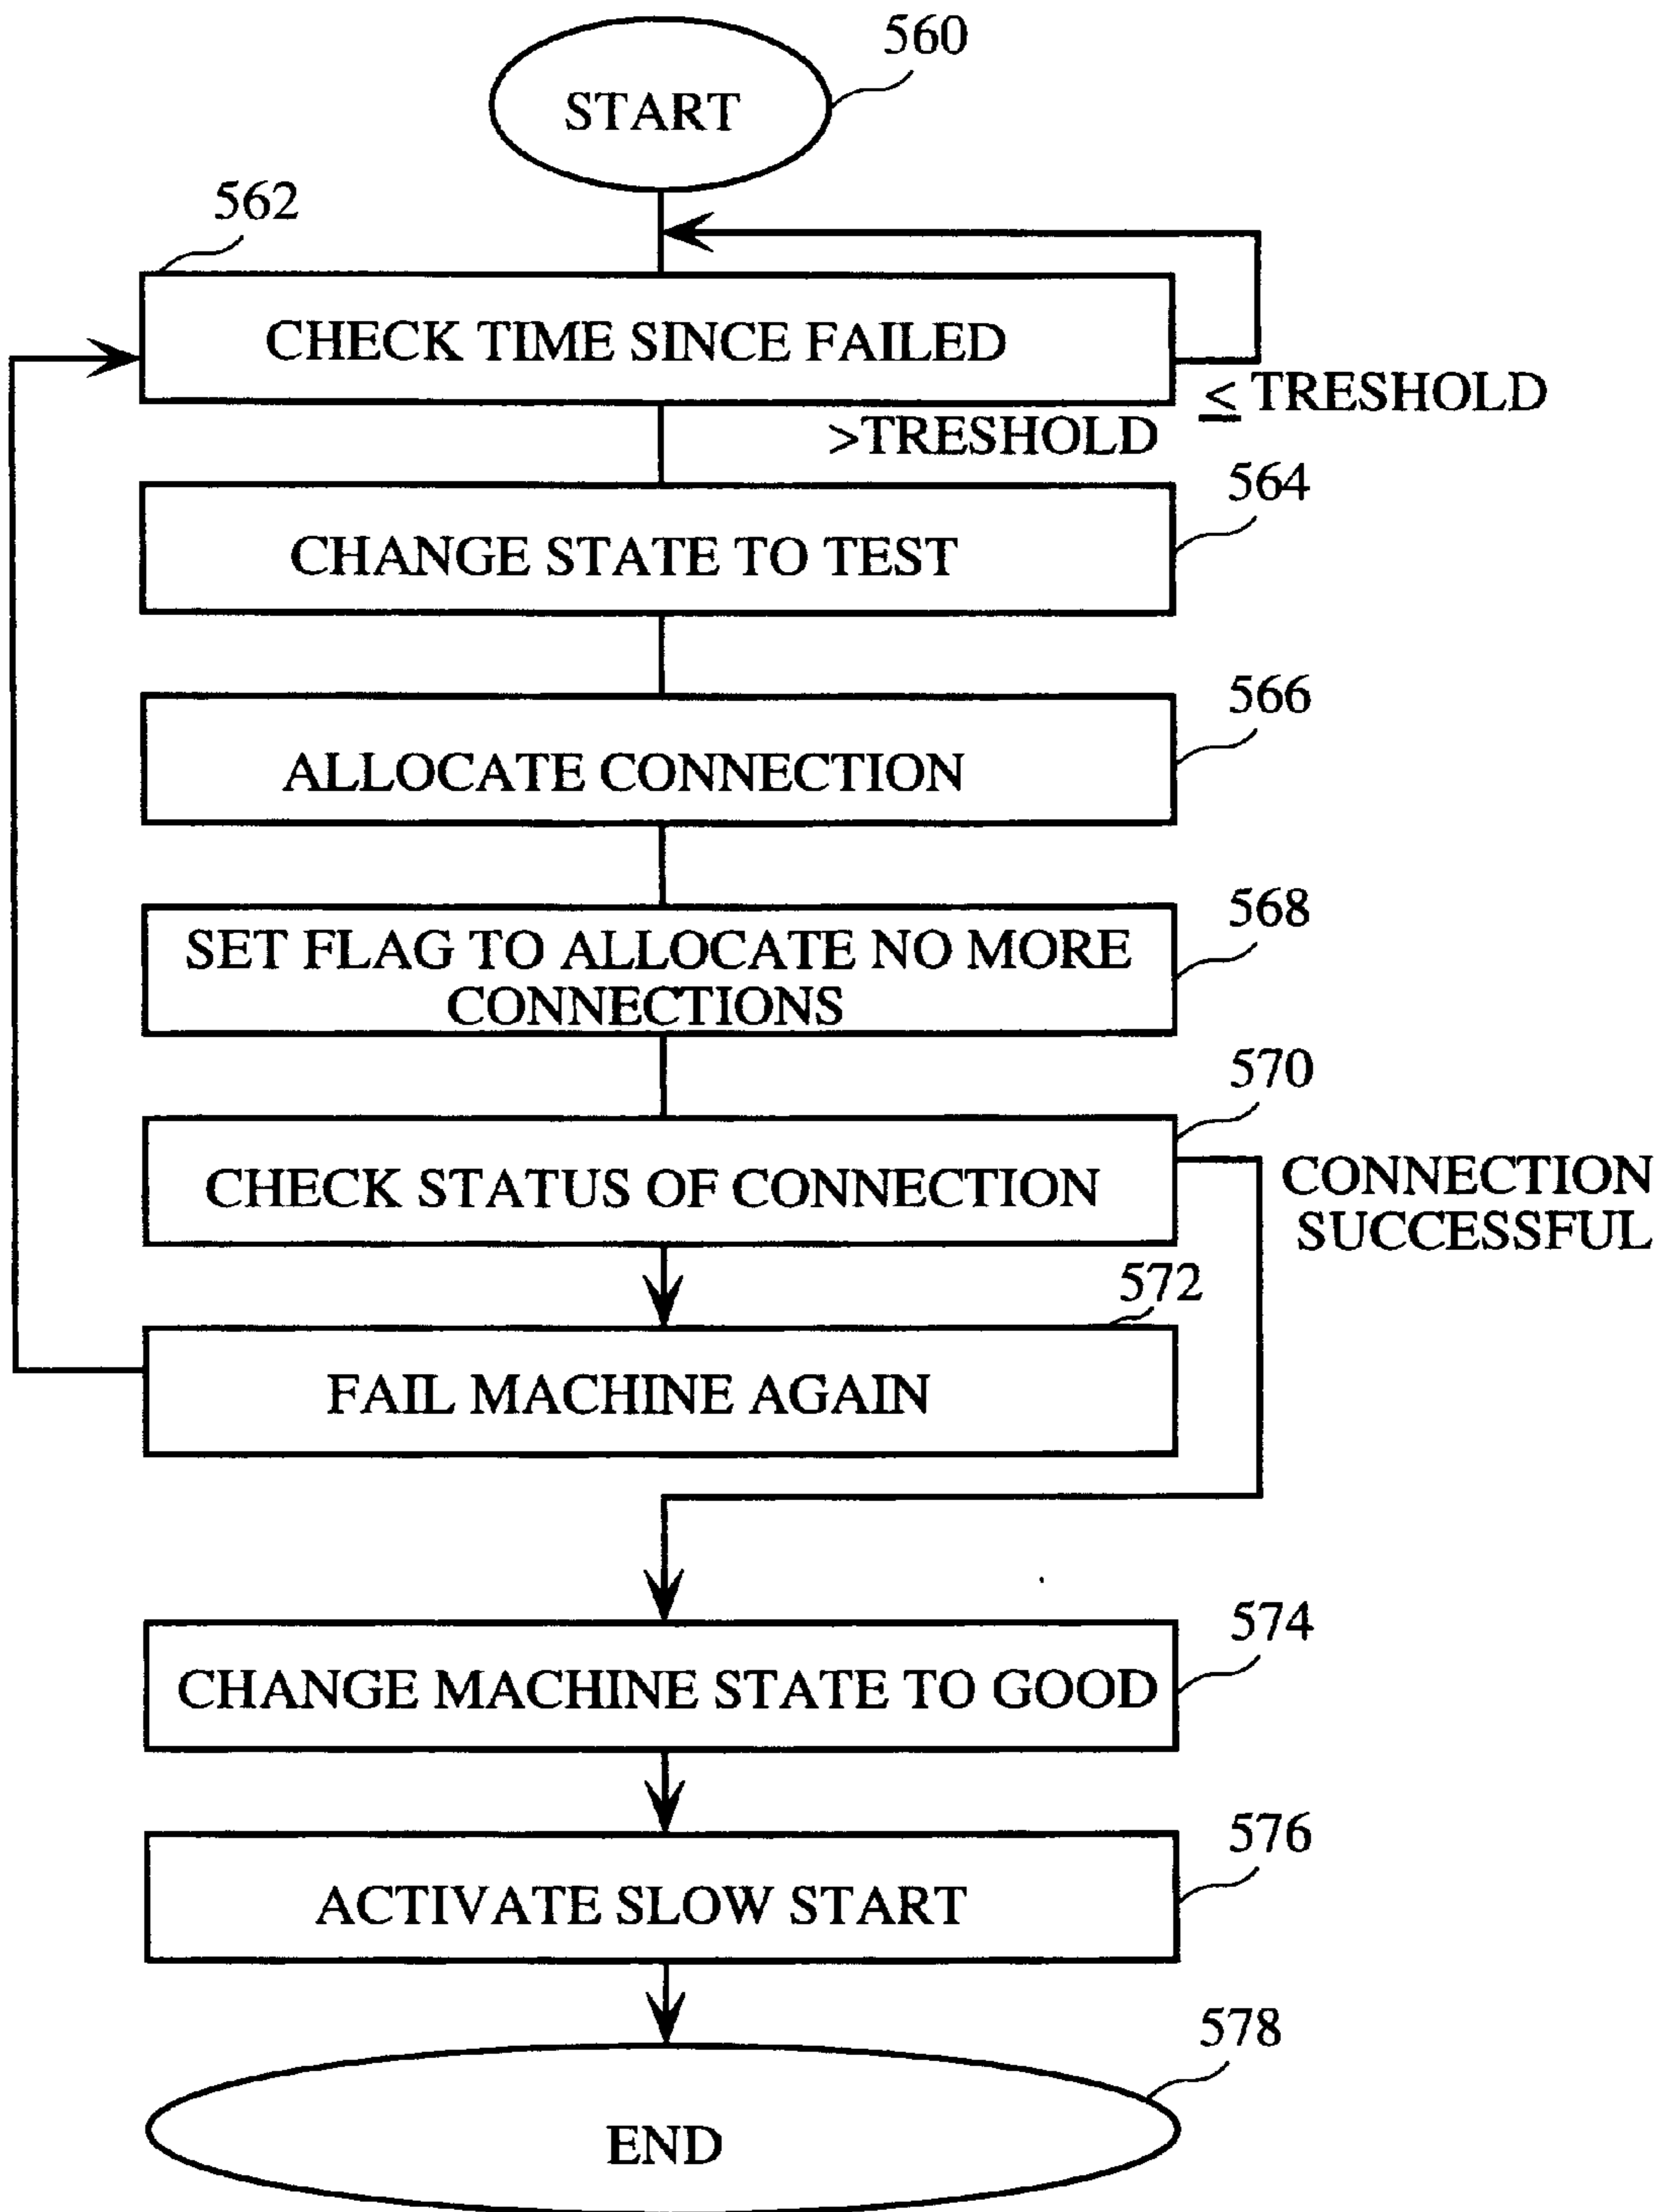 560
START
562
CHECK TIME SINCE FAILED
≤ TRESHOLD
>TRESHOLD
564
CHANGE STATE TO TEST
566
ALLOCATE CONNECTION
568
SET FLAG TO ALLOCATE NO MORE
CONNECTIONS
570
CHECK STATUS OF CONNECTION
CONNECTION
SUCCESSFUL
572
FAIL MACHINE AGAIN
574
CHANGE MACHINE STATE TO GOOD
576
ACTIVATE SLOW START
578
END